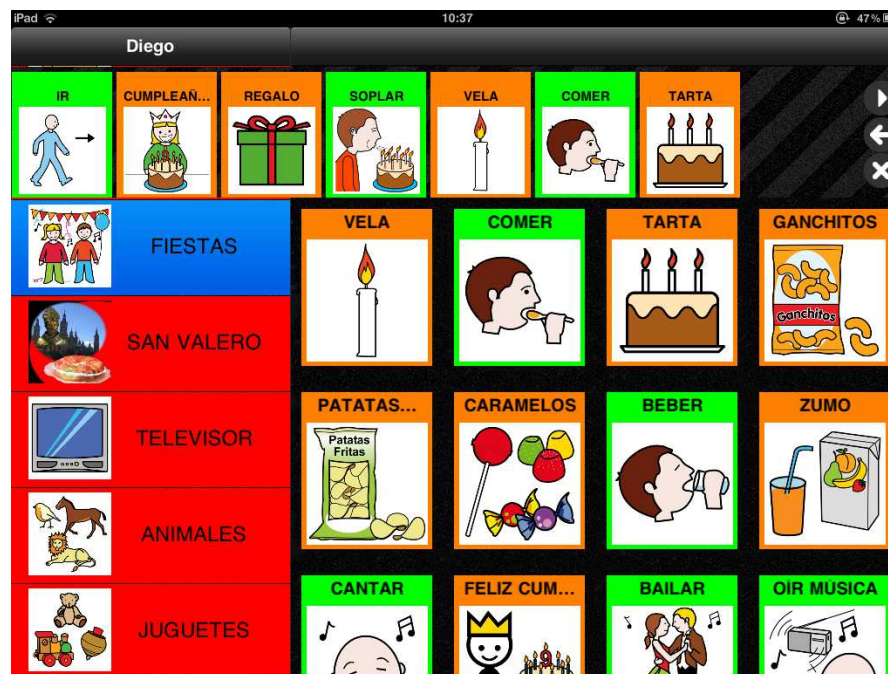 iPad 10:37 47%
Diego
IR CUMPLEAÑ... REGALO SOPLAR VELA COMER TARTA
FIESTAS
VELA COMER TARTA GANCHITOS
Ganchitos
SAN VALERO
PATATAS... CARAMELOS BEBER ZUMO
Patatas
Fritas
TELEVISOR
ANIMALES
CANTAR FELIZ CUM... BAILAR OÍR MÚSICA
9
JUGUETES